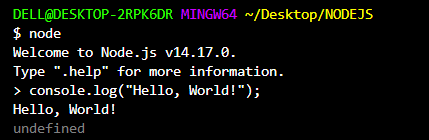 DELL@DESKTOP-2RPK6DR MINGW64 ~/Desktop/NODEJS
$ node
Welcome to Node.js v14.17.0.
Type ".help" for more information.
> console.log("Hello, World!");
Hello, World!
undefined